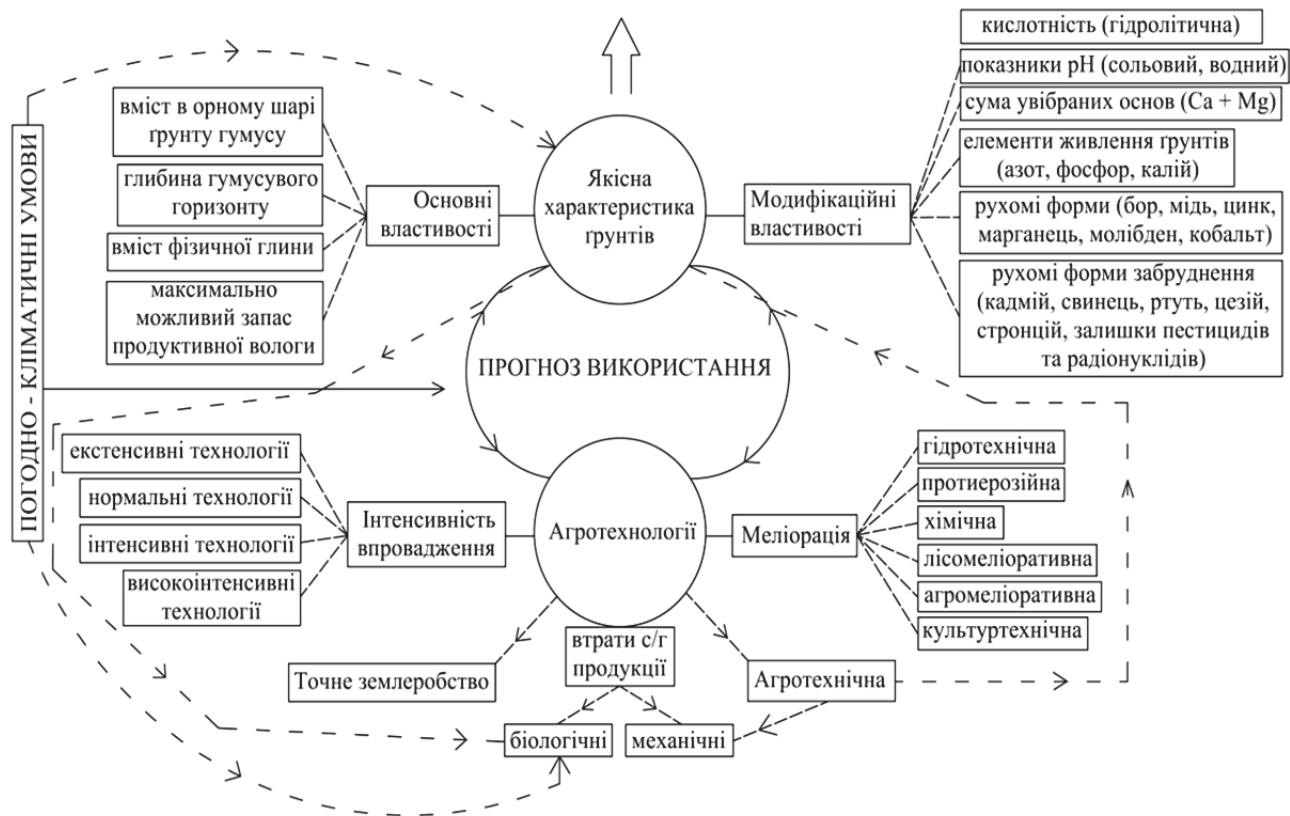 ПОГОДНО - КЛІМАТИЧНІ УМОВИ
вміст в орному шарі
ґрунту гумусу
глибина гумусового
горизонту
вміст фізичної глини
максимально
можливий запас
продуктивної вологи
Основні
властивості
Якісна
характеристика
ґрунтів
Модифікаційні
властивості
кислотність (гідролітична)
показники рН (сольовий, водний)
сума увібраних основ (Ca + Mg)
елементи живлення ґрунтів
(азот, фосфор, калій)
рухомі форми (бор, мідь, цинк,
марганець, молібден, кобальт)
рухомі форми забруднення
(кадмій, свинець, ртуть, цезій,
стронцій, залишки пестицидів
та радіонуклідів)
ПРОГНОЗ ВИКОРИСТАННЯ
екстенсивні технології
нормальні технології
інтенсивні технології
високоінтенсивні
технології
Інтенсивність
впровадження
Агротехнології
Меліорація
гідротехнічна
протиерозійна
хімічна
лісомеліоративна
агромеліоративна
культуртехнічна
Точне землеробство
втрати с/г
продукції
Агротехнічна
біологічні
механічні